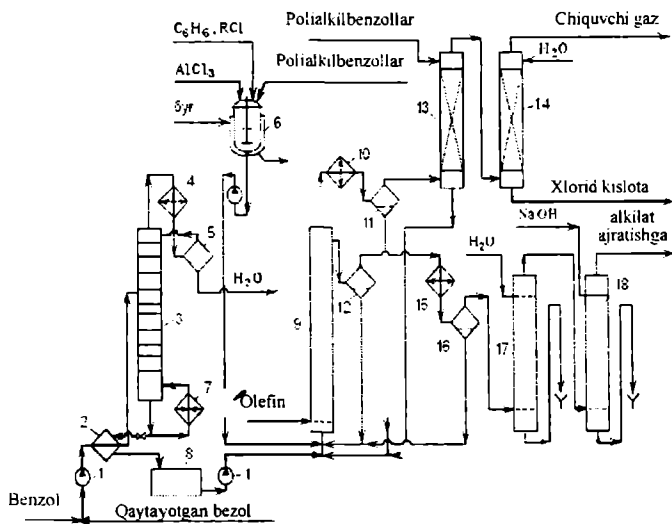 C₆H₆, RCl
AlCl₃
Polialkilbenzollar
Polialkilbenzollar
Chiquvchi gaz
H₂O
13
14
6
4
10
11
Xlorid kislota
NaOH
alkilat
ajratishga
5
H₂O
H₂O
3
9
12
15
16
17
18
7
Olefin
2
8
1
1
Benzol
Qaytayotgan bezol